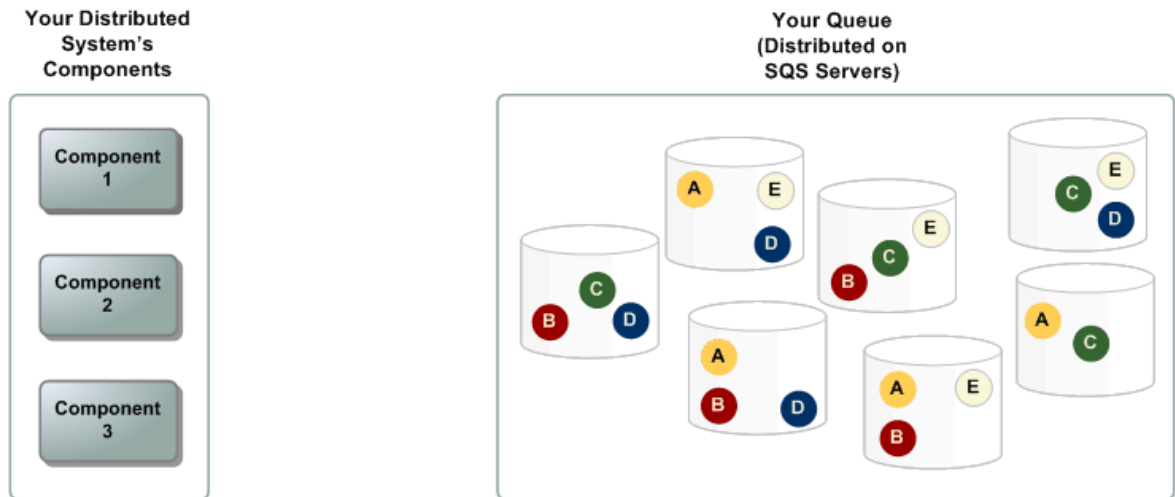 Your Distributed
System's
Components
Component
1
Component
2
Component
3
Your Queue
(Distributed on
SQS Servers)
A
E
D
E
C
B
E
C
D
C
B
D
A
B
D
A
E
B
A
C